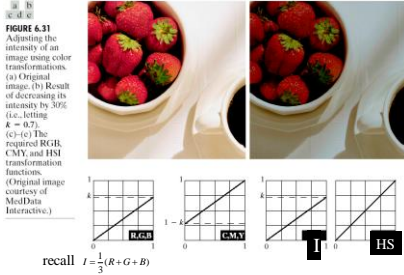 a b
c d e
FIGURE 6.31
Adjusting the
intensity of an
image using color
transformations.
(a) Original
image. (b) Result
of decreasing its
intensity by 30%
(i.e., letting
k = 0.7).
(c)–(e) The
required RGB,
CMY, and HSI
transformation
functions.
(Original image
courtesy of
MedData
Interactive.)
1
k
R,G,B
0 1
1
1 – k
C,M,Y
0 1
1
k
I
0
1
HS
0
recall I = 1/3 (R + G + B)